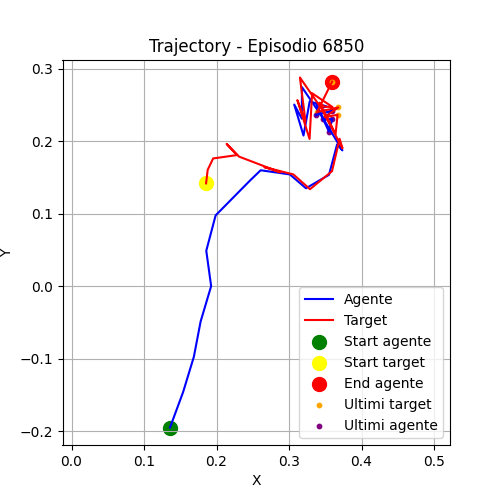 Trajectory - Episodio 6850
0.3
0.2
0.1
0.0
−0.1
−0.2
Y
0.0
0.1
0.2
0.3
0.4
0.5
X
Agente
Target
Start agente
Start target
End agente
Ultimi target
Ultimi agente